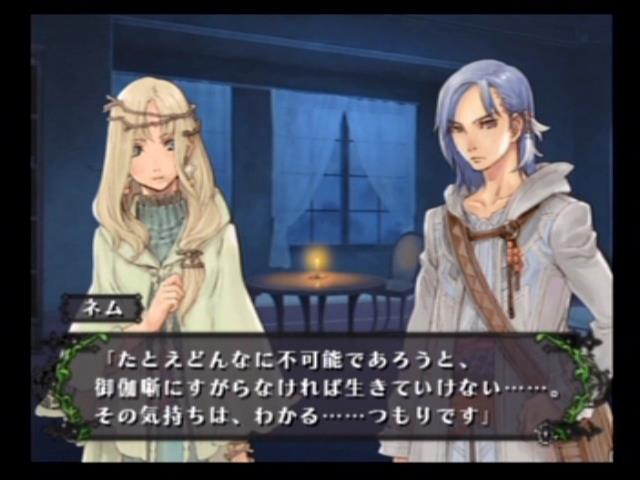 ネム
「たとえどんなに不可能であろうと、
御伽噺にすがらなければ生きていけない……。
その気持ちは、わかる……つもりです」